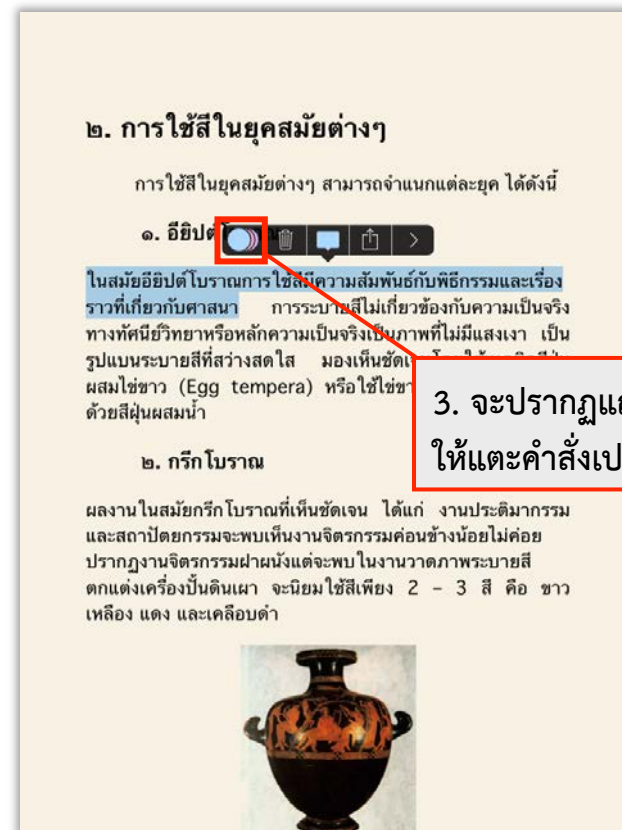 ๒. การใช้สีในยุคสมัยต่างๆ
การใช้สีในยุคสมัยต่างๆ สามารถจำแนกแต่ละยุค ได้ดังนี้
๑. อียิปต์โบราณ
ในสมัยอียิปต์โบราณการใช้สีมีความสัมพันธ์กับพิธีกรรมและเรื่อง
ราวที่เกี่ยวกับศาสนา การระบายสีไม่เกี่ยวข้องกับความเป็นจริง
ทางทัศนีย์วิทยาหรือหลักความเป็นจริงเป็นภาพที่ไม่มีแสงเงา เป็น
รูปแบนระบายสีที่สว่างสดใส มองเห็นชัด
ผสมไข่ขาว (Egg tempera) หรือใช้ไข่ขา
ด้วยสีฝุ่นผสมน้ำ
3. จะปรากฏแถ
ให้แตะคำสั่งเป
๒. กรีกโบราณ
ผลงานในสมัยกรีกโบราณที่เห็นชัดเจน ได้แก่ งานประติมากรรม
และสถาปัตยกรรมจะพบเห็นงานจิตรกรรมค่อนข้างน้อยไม่ค่อย
ปรากฏงานจิตรกรรมฝาผนังแต่จะพบในงานวาดภาพระบายสี
ตกแต่งเครื่องปั้นดินเผา จะนิยมใช้สีเพียง 2 – 3 สี คือ ขาว
เหลือง แดง และเคลือบดำ